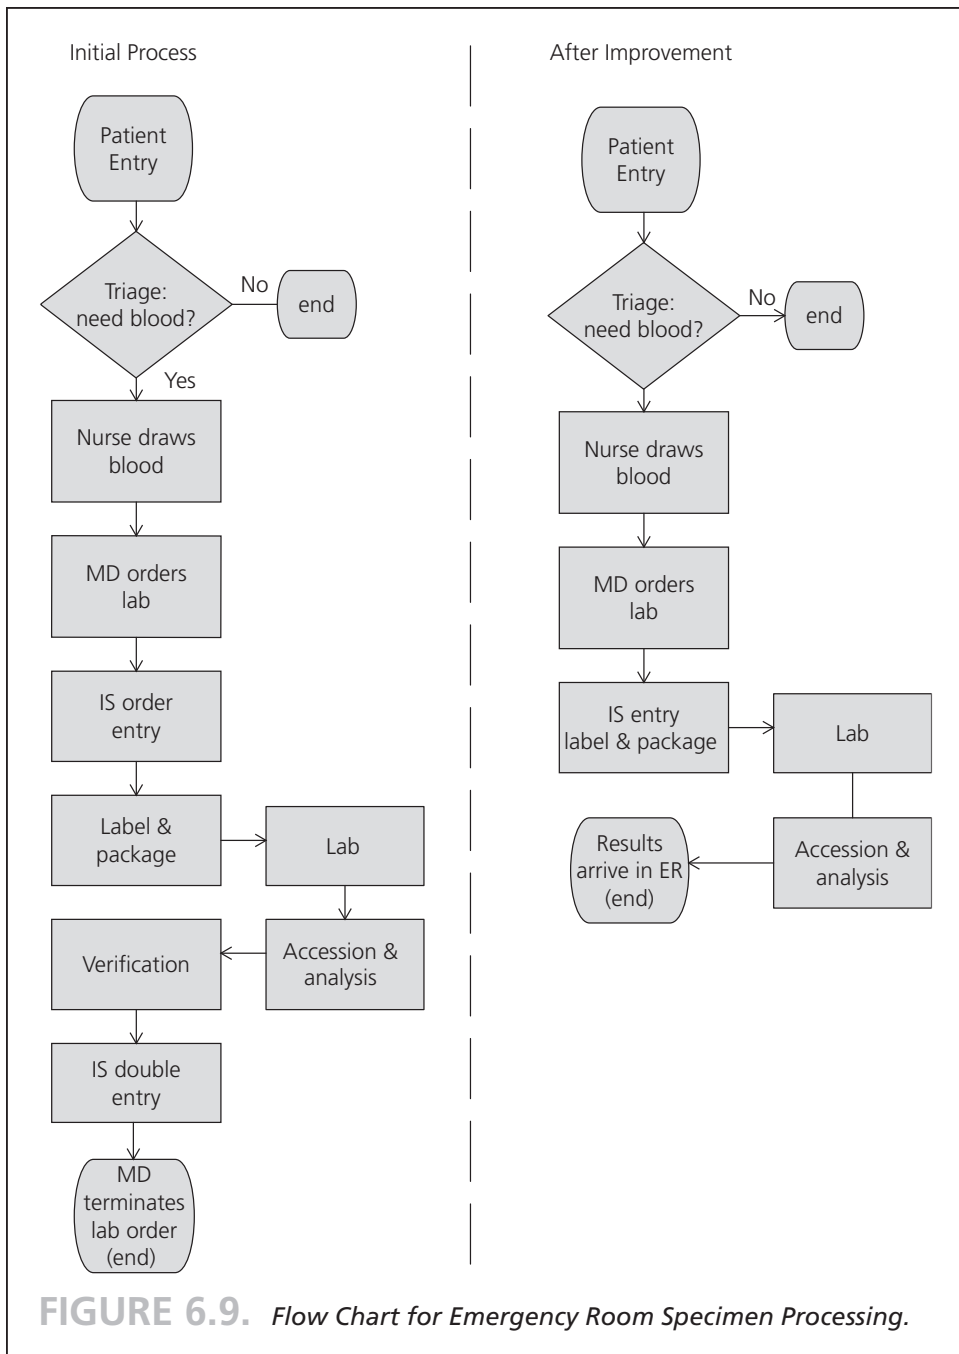 Initial Process
Patient
Entry
Triage:
need blood?
No
end
Yes
Nurse draws
blood
MD orders
lab
IS order
entry
Label &
package
Lab
Accession &
analysis
Verification
IS double
entry
MD
terminates
lab order
(end)
After Improvement
Patient
Entry
Triage:
need blood?
No
end
Nurse draws
blood
MD orders
lab
IS entry
label & package
Lab
Accession &
analysis
Results
arrive in ER
(end)
FIGURE 6.9. Flow Chart for Emergency Room Specimen Processing.